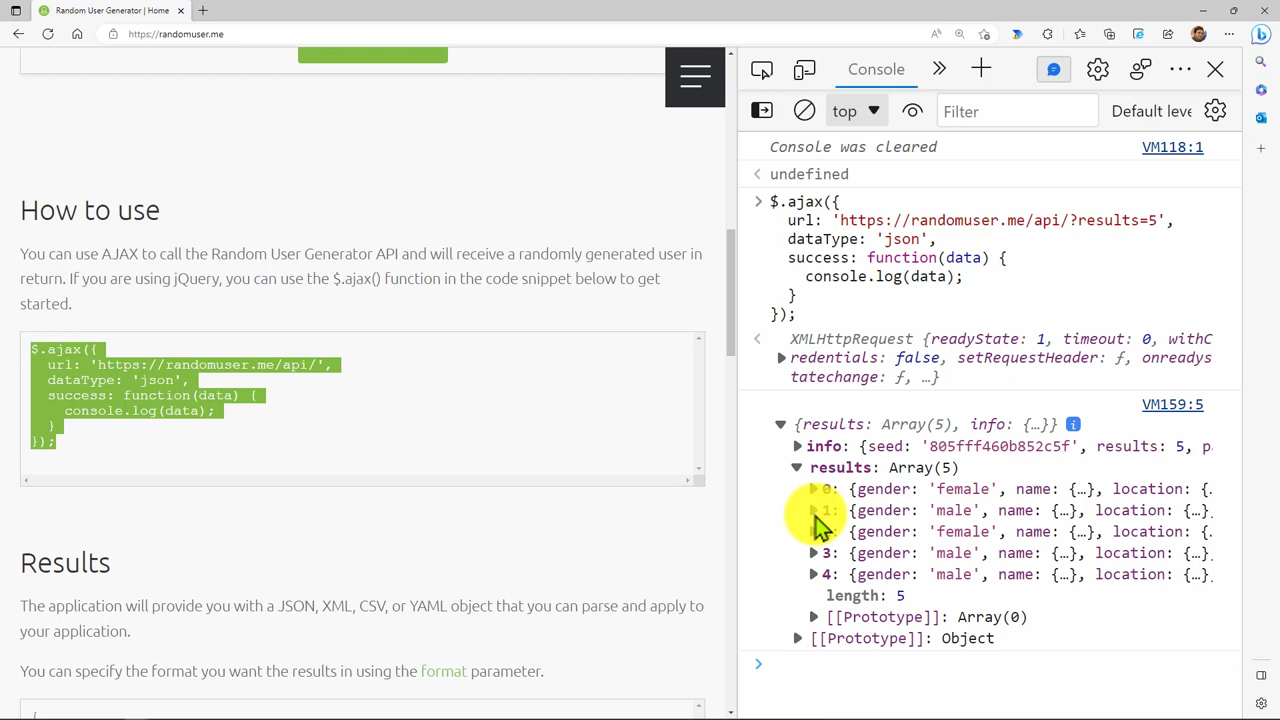 Random User Generator | Home
https://randomuser.me
How to use
You can use AJAX to call the Random User Generator API and will receive a randomly generated user in
return. If you are using jQuery, you can use the $.ajax() function in the code snippet below to get
started.
$.ajax({
url: 'https://randomuser.me/api/',
dataType: 'json',
success: function(data) {
console.log(data);
}
});
Results
The application will provide you with a JSON, XML, CSV, or YAML object that you can parse and apply to
your application.
You can specify the format you want the results in using the format parameter.
{
Console
top
Filter
Default leve
Console was cleared VM118:1
undefined
$.ajax({
url: 'https://randomuser.me/api/?results=5',
dataType: 'json',
success: function(data) {
console.log(data);
}
});
XMLHttpRequest {readyState: 1, timeout: 0, withC
redentials: false, setRequestHeader: ƒ, onreadys
tatechange: ƒ, …}
VM159:5
{results: Array(5), info: {…}}
info: {seed: '805fff460b852c5f', results: 5, p
results: Array(5)
0: {gender: 'female', name: {…}, location: {
1: {gender: 'male', name: {…}, location: {…}
{gender: 'female', name: {…}, location: {
3: {gender: 'male', name: {…}, location: {…}
4: {gender: 'male', name: {…}, location: {…}
length: 5
[[Prototype]]: Array(0)
[[Prototype]]: Object